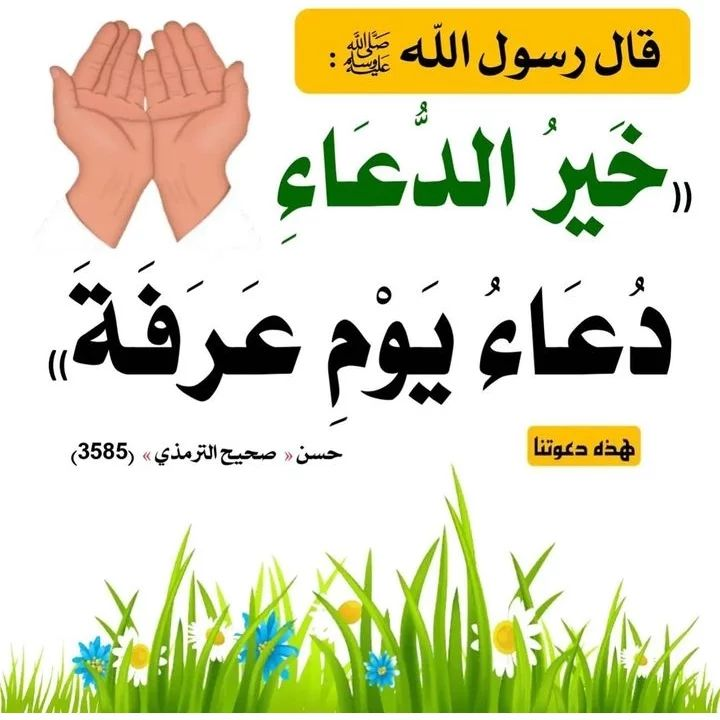 قال رسول الله ﷺ :
«خَيرُ الدُّعَاءِ
دُعَاءُ يَوْمِ عَرَفَةَ»
هذه دعوتنا
حسن « صحيح الترمذي » (3585)